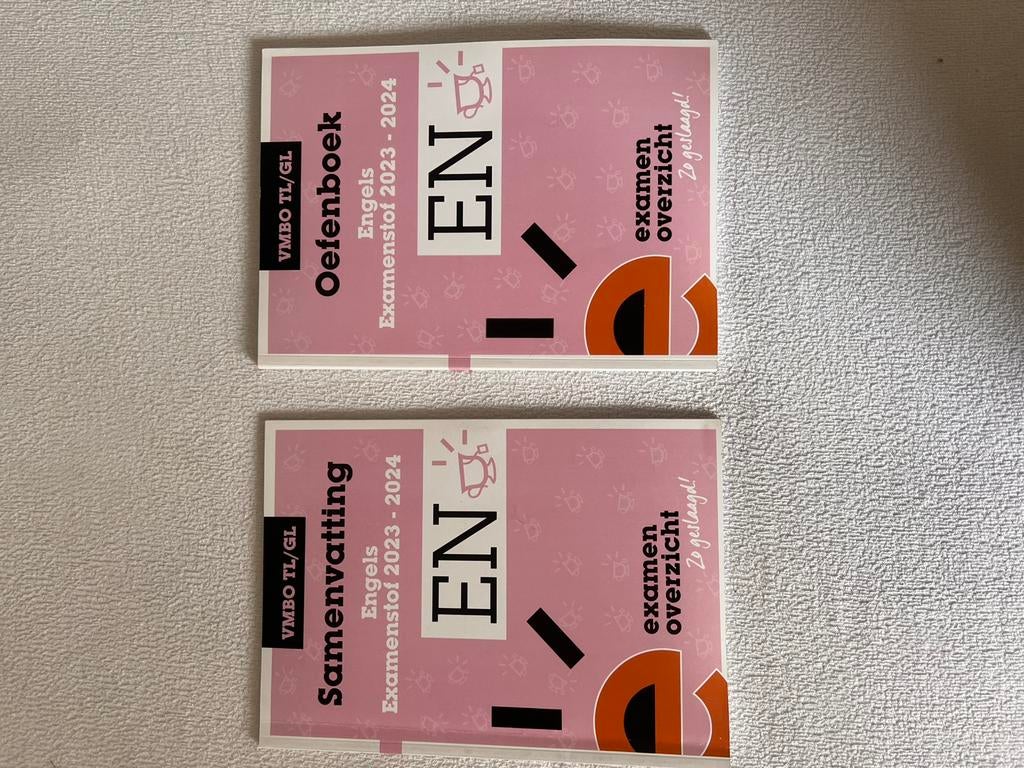 VMBO TL/GL
Oefenboek
Engels
Examenstof 2023 - 2024
EN
examen
overzicht
Zo geslaagd!
e
VMBO TL/GL
Samenvatting
Engels
Examenstof 2023 - 2024
EN
examen
overzicht
Zo geslaagd!
e